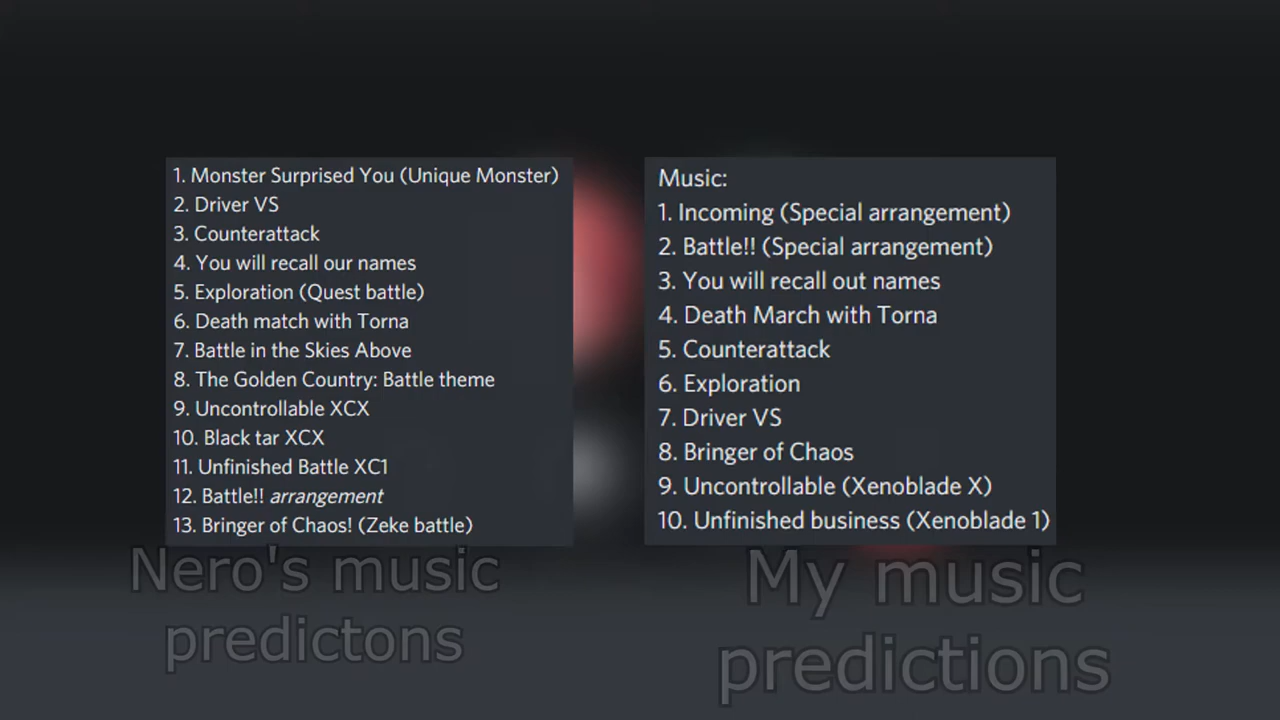 1. Monster Surprised You (Unique Monster)
2. Driver VS
3. Counterattack
4. You will recall our names
5. Exploration (Quest battle)
6. Death match with Torna
7. Battle in the Skies Above
8. The Golden Country: Battle theme
9. Uncontrollable XCX
10. Black tar XCX
11. Unfinished Battle XC1
12. Battle!! arrangement
13. Bringer of Chaos! (Zeke battle)
Nero's music
predictons
Music:
1. Incoming (Special arrangement)
2. Battle!! (Special arrangement)
3. You will recall out names
4. Death March with Torna
5. Counterattack
6. Exploration
7. Driver VS
8. Bringer of Chaos
9. Uncontrollable (Xenoblade X)
10. Unfinished business (Xenoblade 1)
My music
predictions